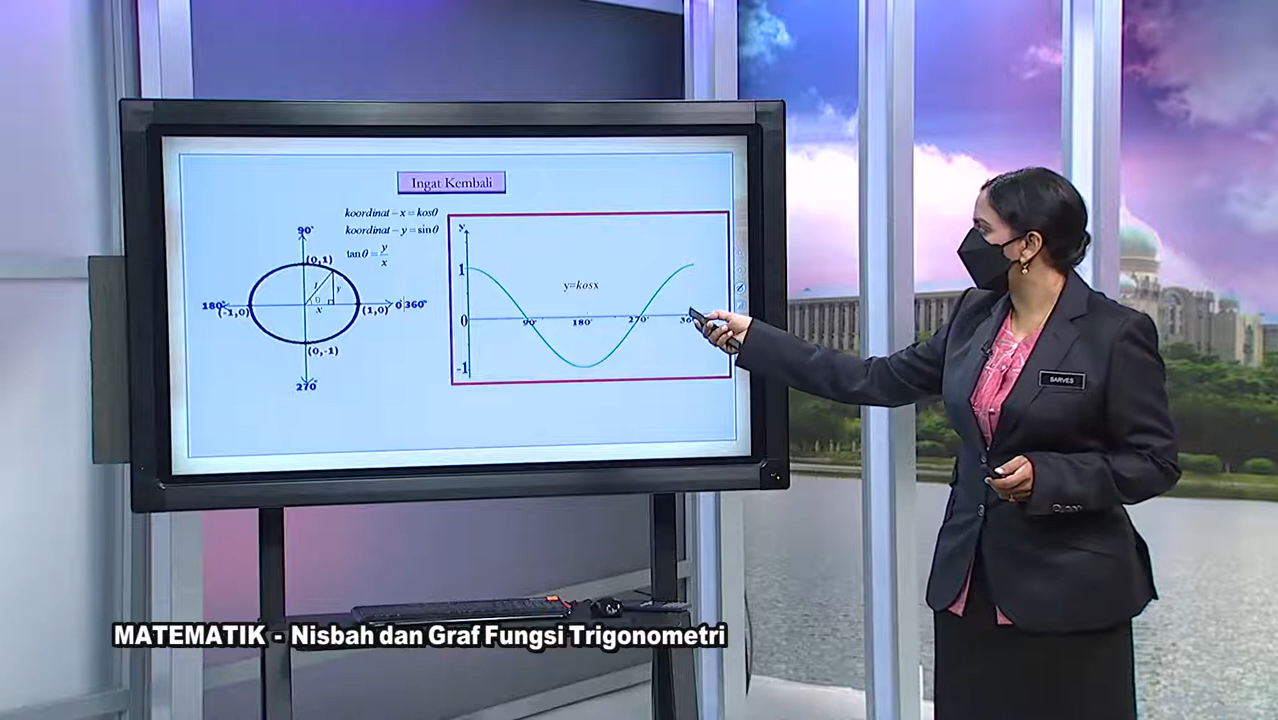 Ingat Kembali
koordinat – x = kosθ
koordinat – y = sinθ
tanθ = y/x
90°
(0,1)
1
y
θ
x
180°
(-1,0)
(1,0)
0°
360°
(0,-1)
270°
y
1
y=kosx
0
90°
180°
270°
-1
SARVES
MATEMATIK - Nisbah dan Graf Fungsi Trigonometri